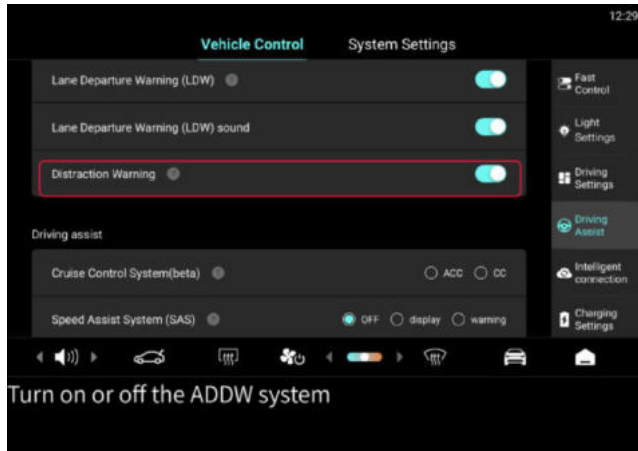 12:29
Vehicle Control System Settings
Lane Departure Warning (LDW) ?
Lane Departure Warning (LDW) sound
Distraction Warning ?
Driving assist
Cruise Control System(beta) ? ACC CC
Speed Assist System (SAS) ? OFF display warning
Fast
Control
Light
Settings
Driving
Settings
Driving
Assist
Intelligent
connection
Charging
Settings
Turn on or off the ADDW system